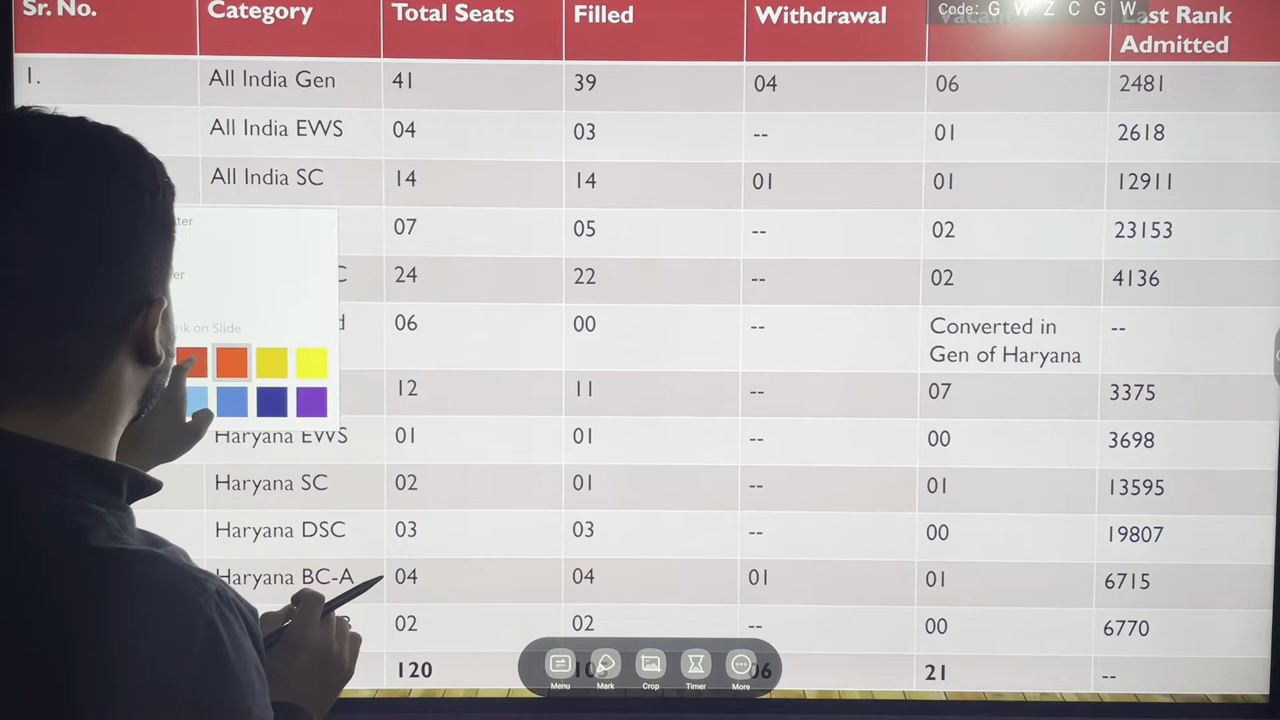 Sr. No. Category Total Seats Filled Withdrawal Last Rank Admitted
Code: G W Z C G W
1. All India Gen 41 39 04 06 2481
All India EWS 04 03 -- 01 2618
All India SC 14 14 01 01 12911
07 05 -- 02 23153
24 22 -- 02 4136
06 00 -- Converted in Gen of Haryana --
on Slide
12 11 -- 07 3375
Haryana EWS 01 01 -- 00 3698
Haryana SC 02 01 -- 01 13595
Haryana DSC 03 03 -- 00 19807
Haryana BC-A 04 04 01 01 6715
02 02 -- 00 6770
120 06 21 --
Menu Mark Crop Timer More